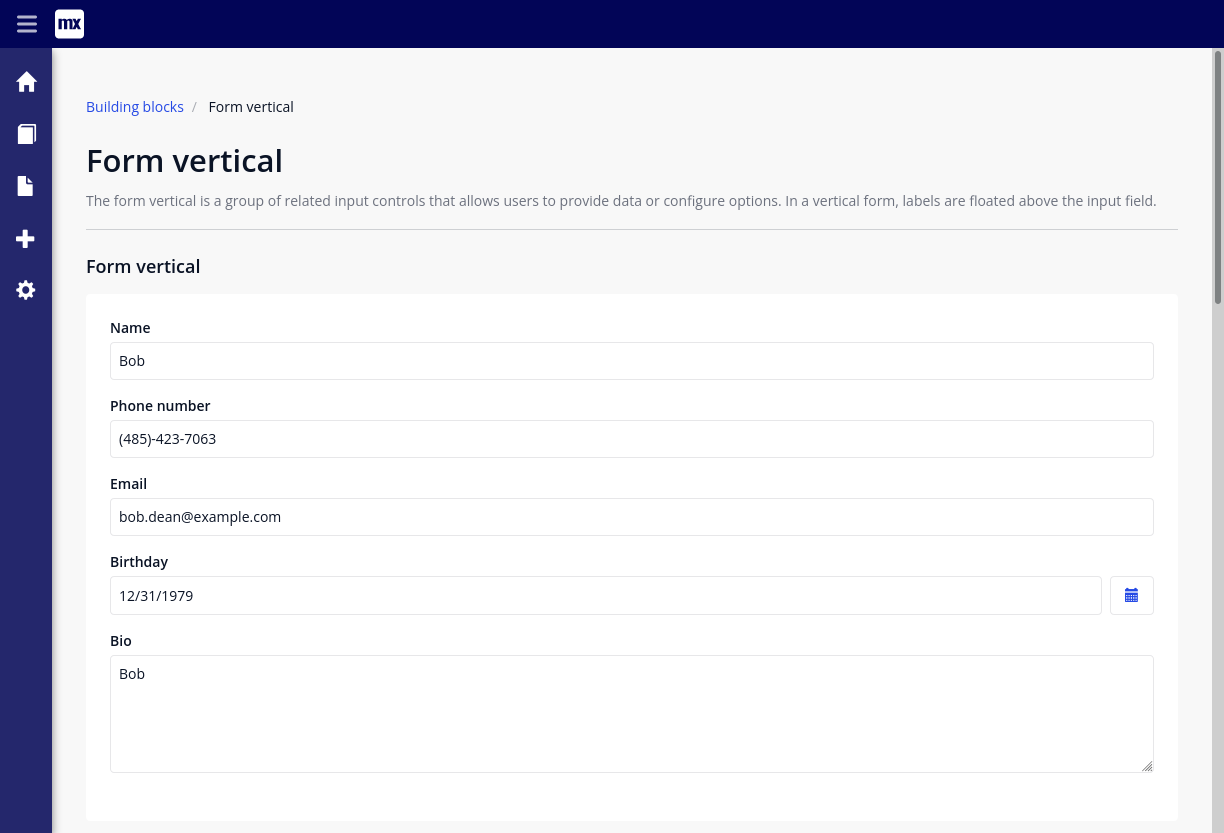 mx
Building blocks / Form vertical
Form vertical
The form vertical is a group of related input controls that allows users to provide data or configure options. In a vertical form, labels are floated above the input field.
Form vertical
Name
Bob
Phone number
(485)-423-7063
Email
bob.dean@example.com
Birthday
12/31/1979
Bio
Bob